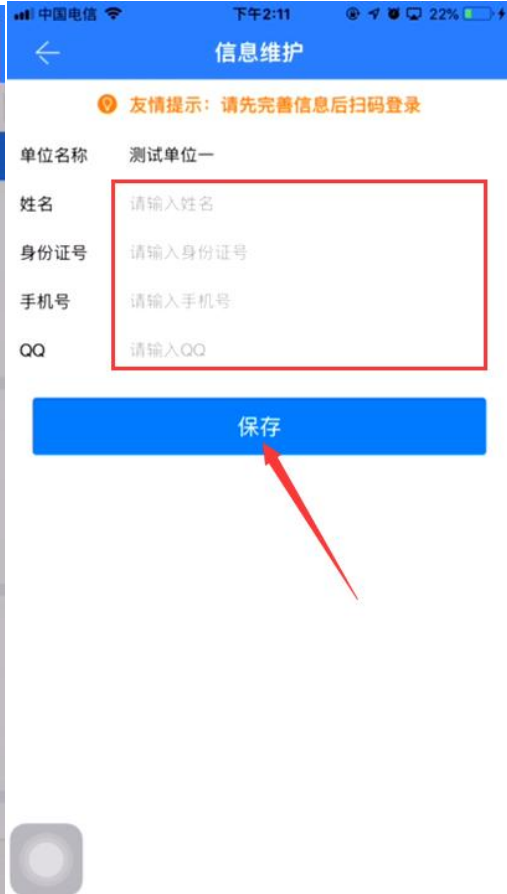 中国电信 下午2:11 22%
信息维护
友情提示：请先完善信息后扫码登录
单位名称 测试单位一
姓名 请输入姓名
身份证号 请输入身份证号
手机号 请输入手机号
QQ 请输入QQ
保存